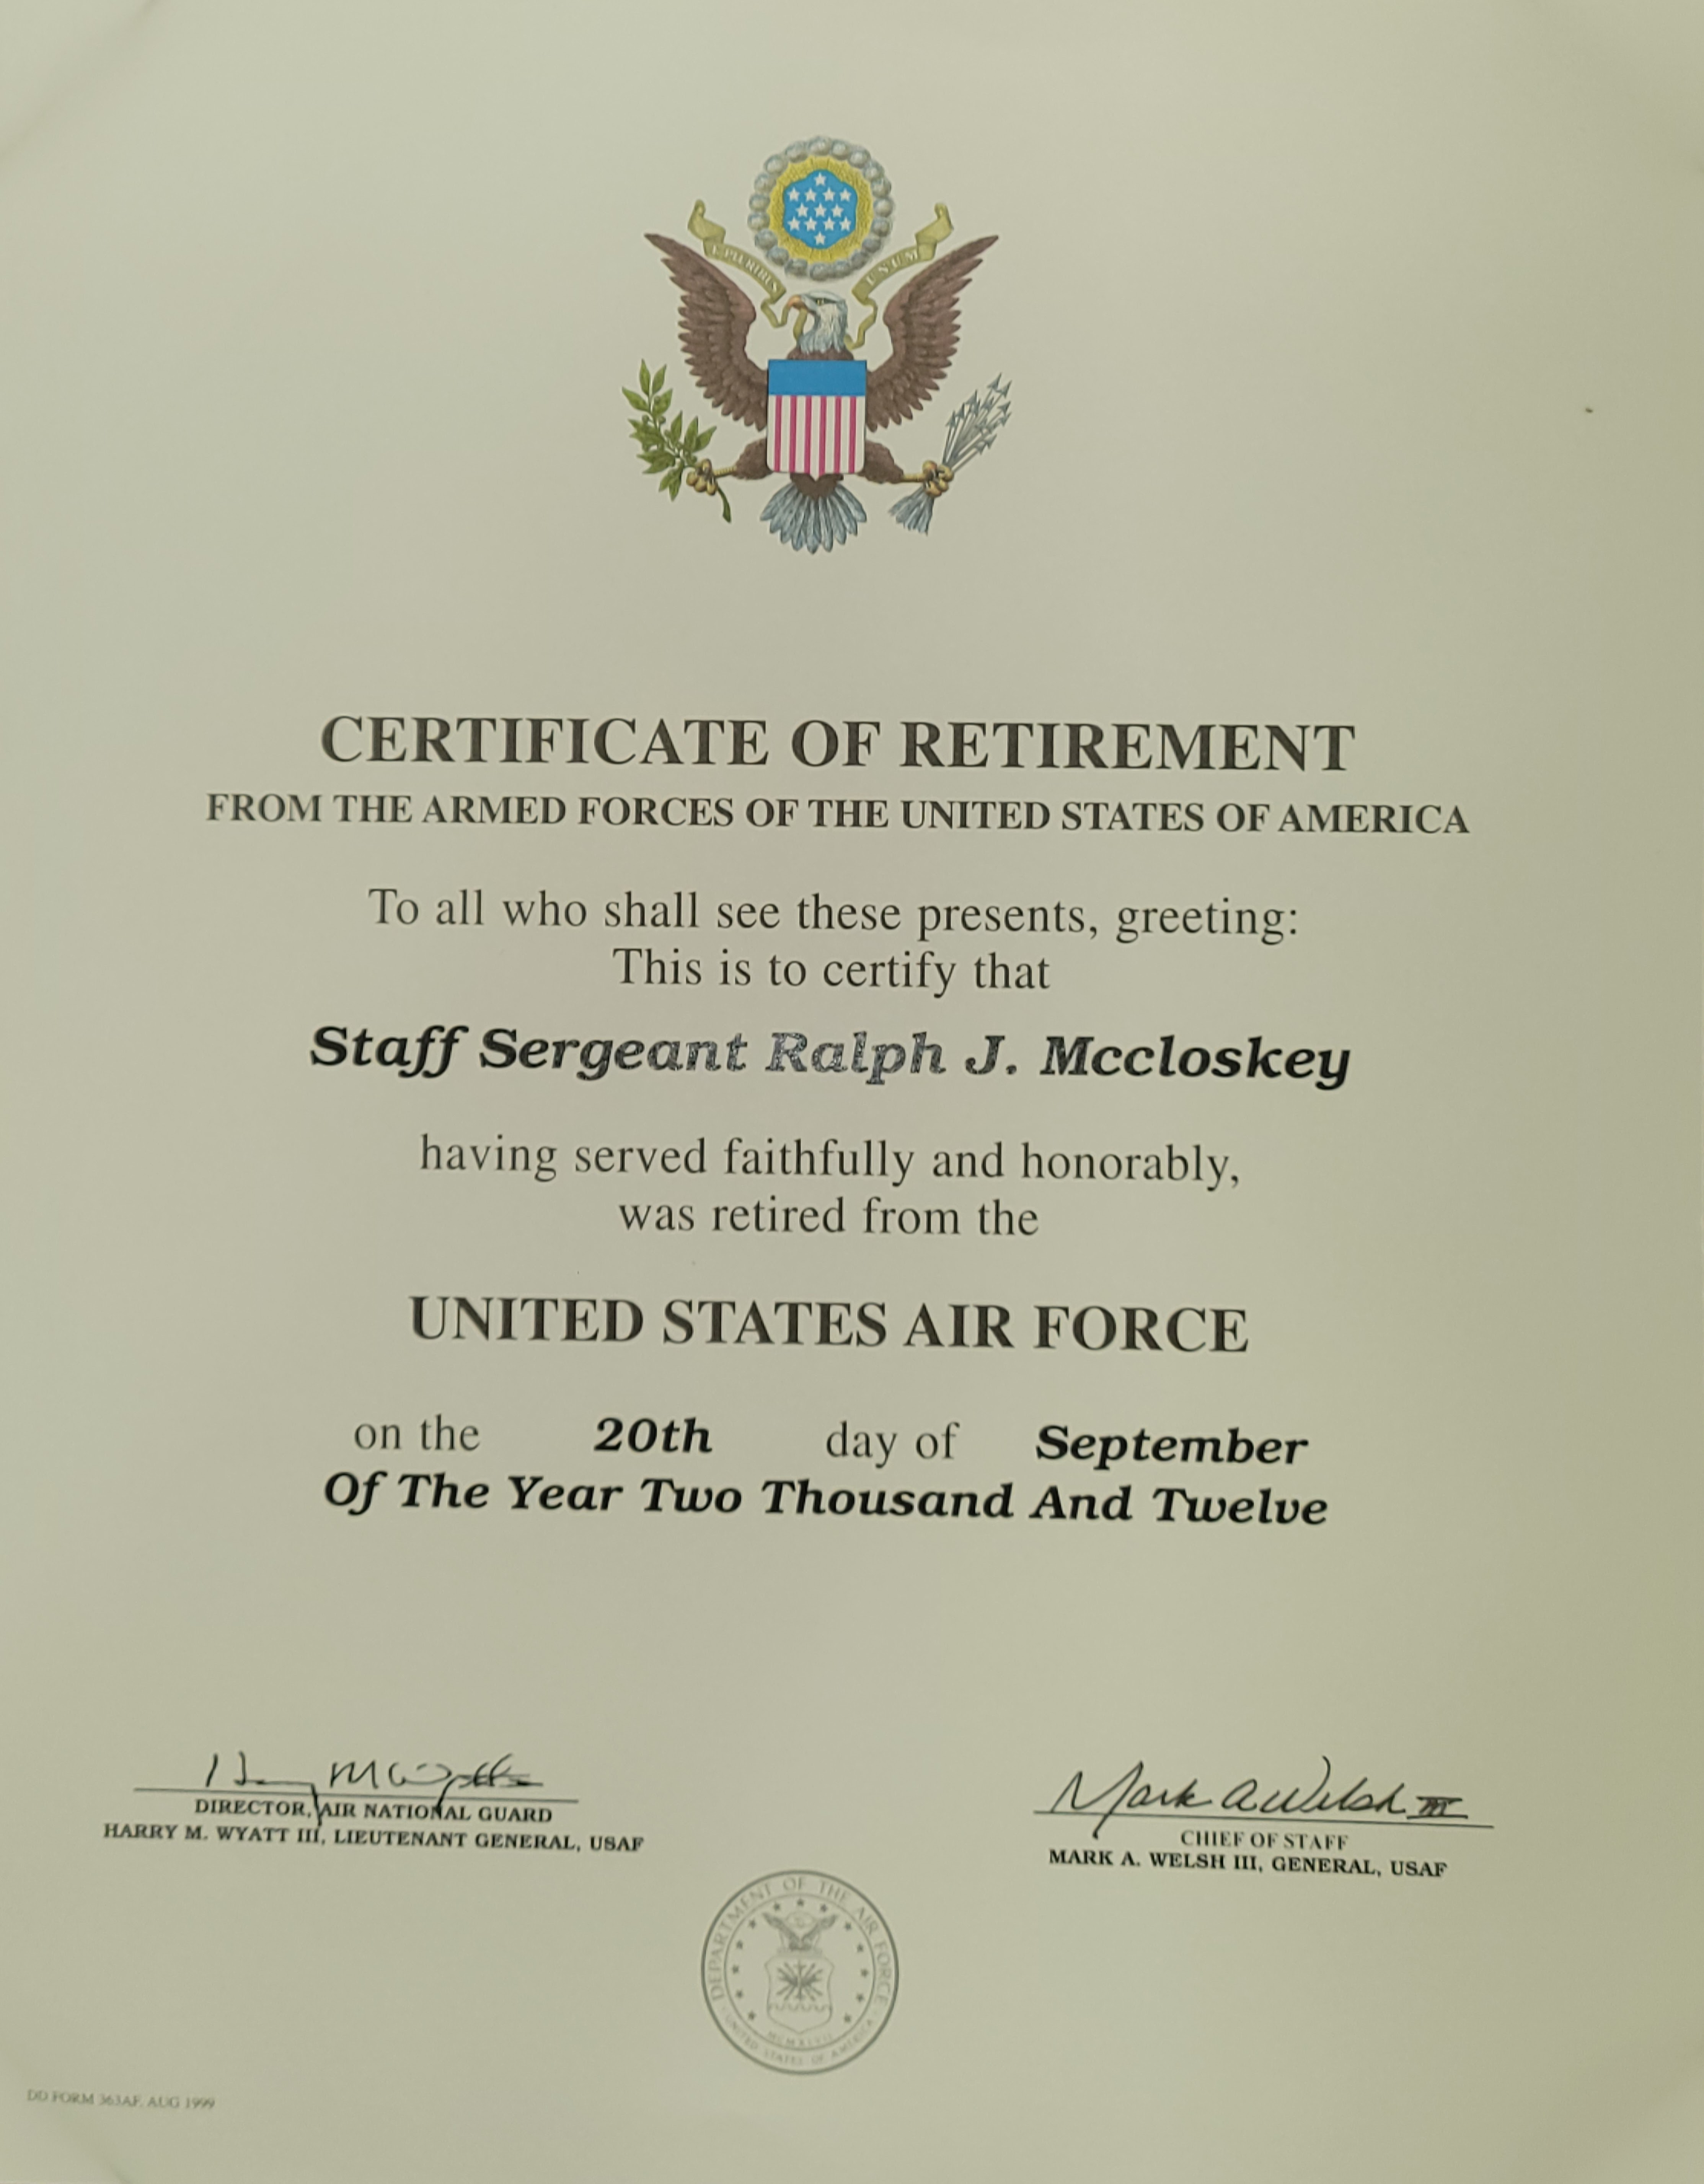 E PLURIBUS UNUM
CERTIFICATE OF RETIREMENT
FROM THE ARMED FORCES OF THE UNITED STATES OF AMERICA
To all who shall see these presents, greeting:
This is to certify that
Staff Sergeant Ralph J. Mccloskey
having served faithfully and honorably,
was retired from the
UNITED STATES AIR FORCE
on the 20th day of September
Of The Year Two Thousand And Twelve
DIRECTOR, AIR NATIONAL GUARD
HARRY M. WYATT III, LIEUTENANT GENERAL, USAF
Mark A Welsh III
CHIEF OF STAFF
MARK A. WELSH III, GENERAL, USAF
DEPARTMENT OF THE AIR FORCE
MCMXLVII
UNITED STATES OF AMERICA
DD FORM 363AF, AUG 1999